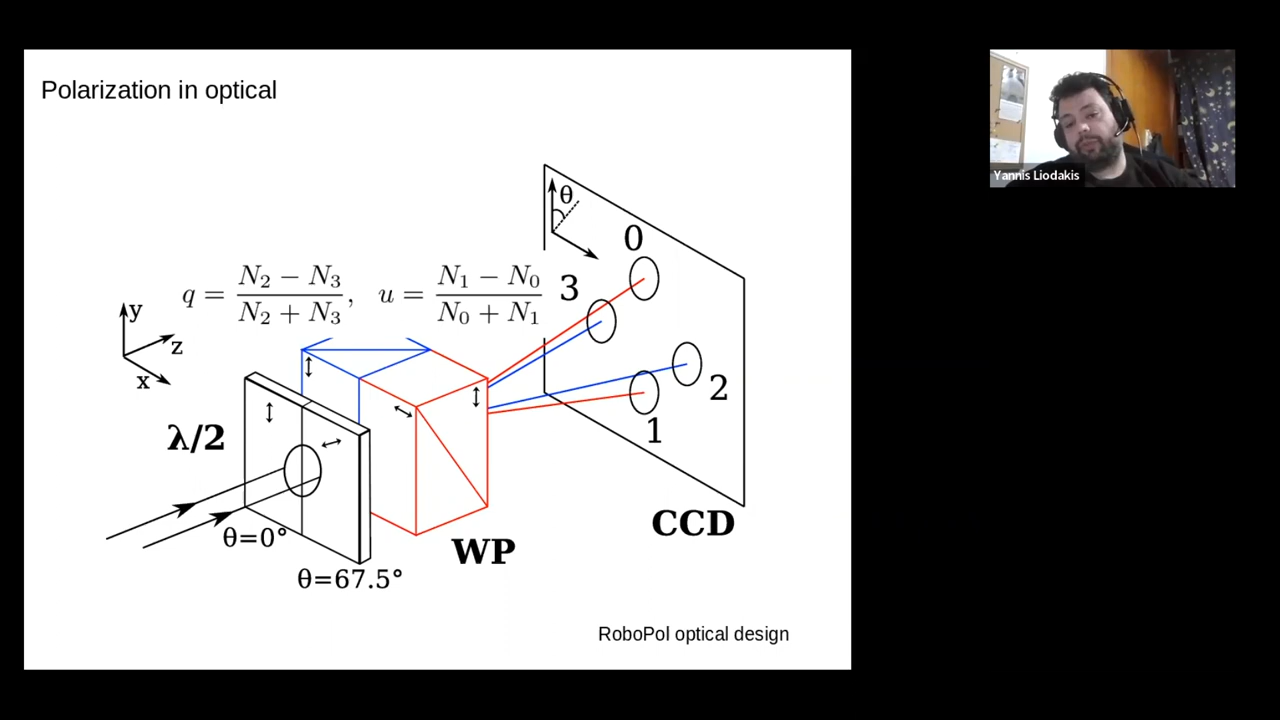 Polarization in optical
θ
0
q = N₂ − N₃ / N₂ + N₃, u = N₁ − N₀ / N₀ + N₁
3
y
z
x
2
1
λ/2
θ=0°
θ=67.5°
WP
CCD
RoboPol optical design
Yannis Liodakis